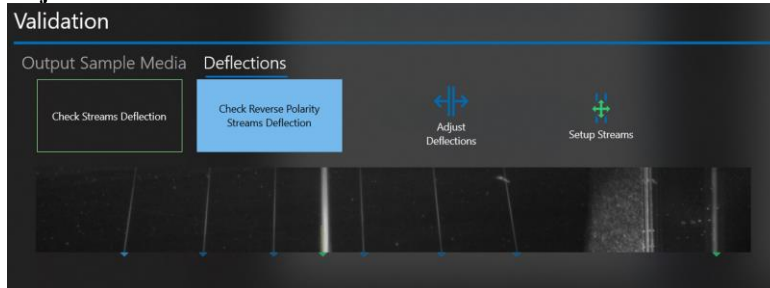 Validation
Output Sample Media Deflections
Check Streams Deflection
Check Reverse Polarity
Streams Deflection
Adjust
Deflections
Setup Streams